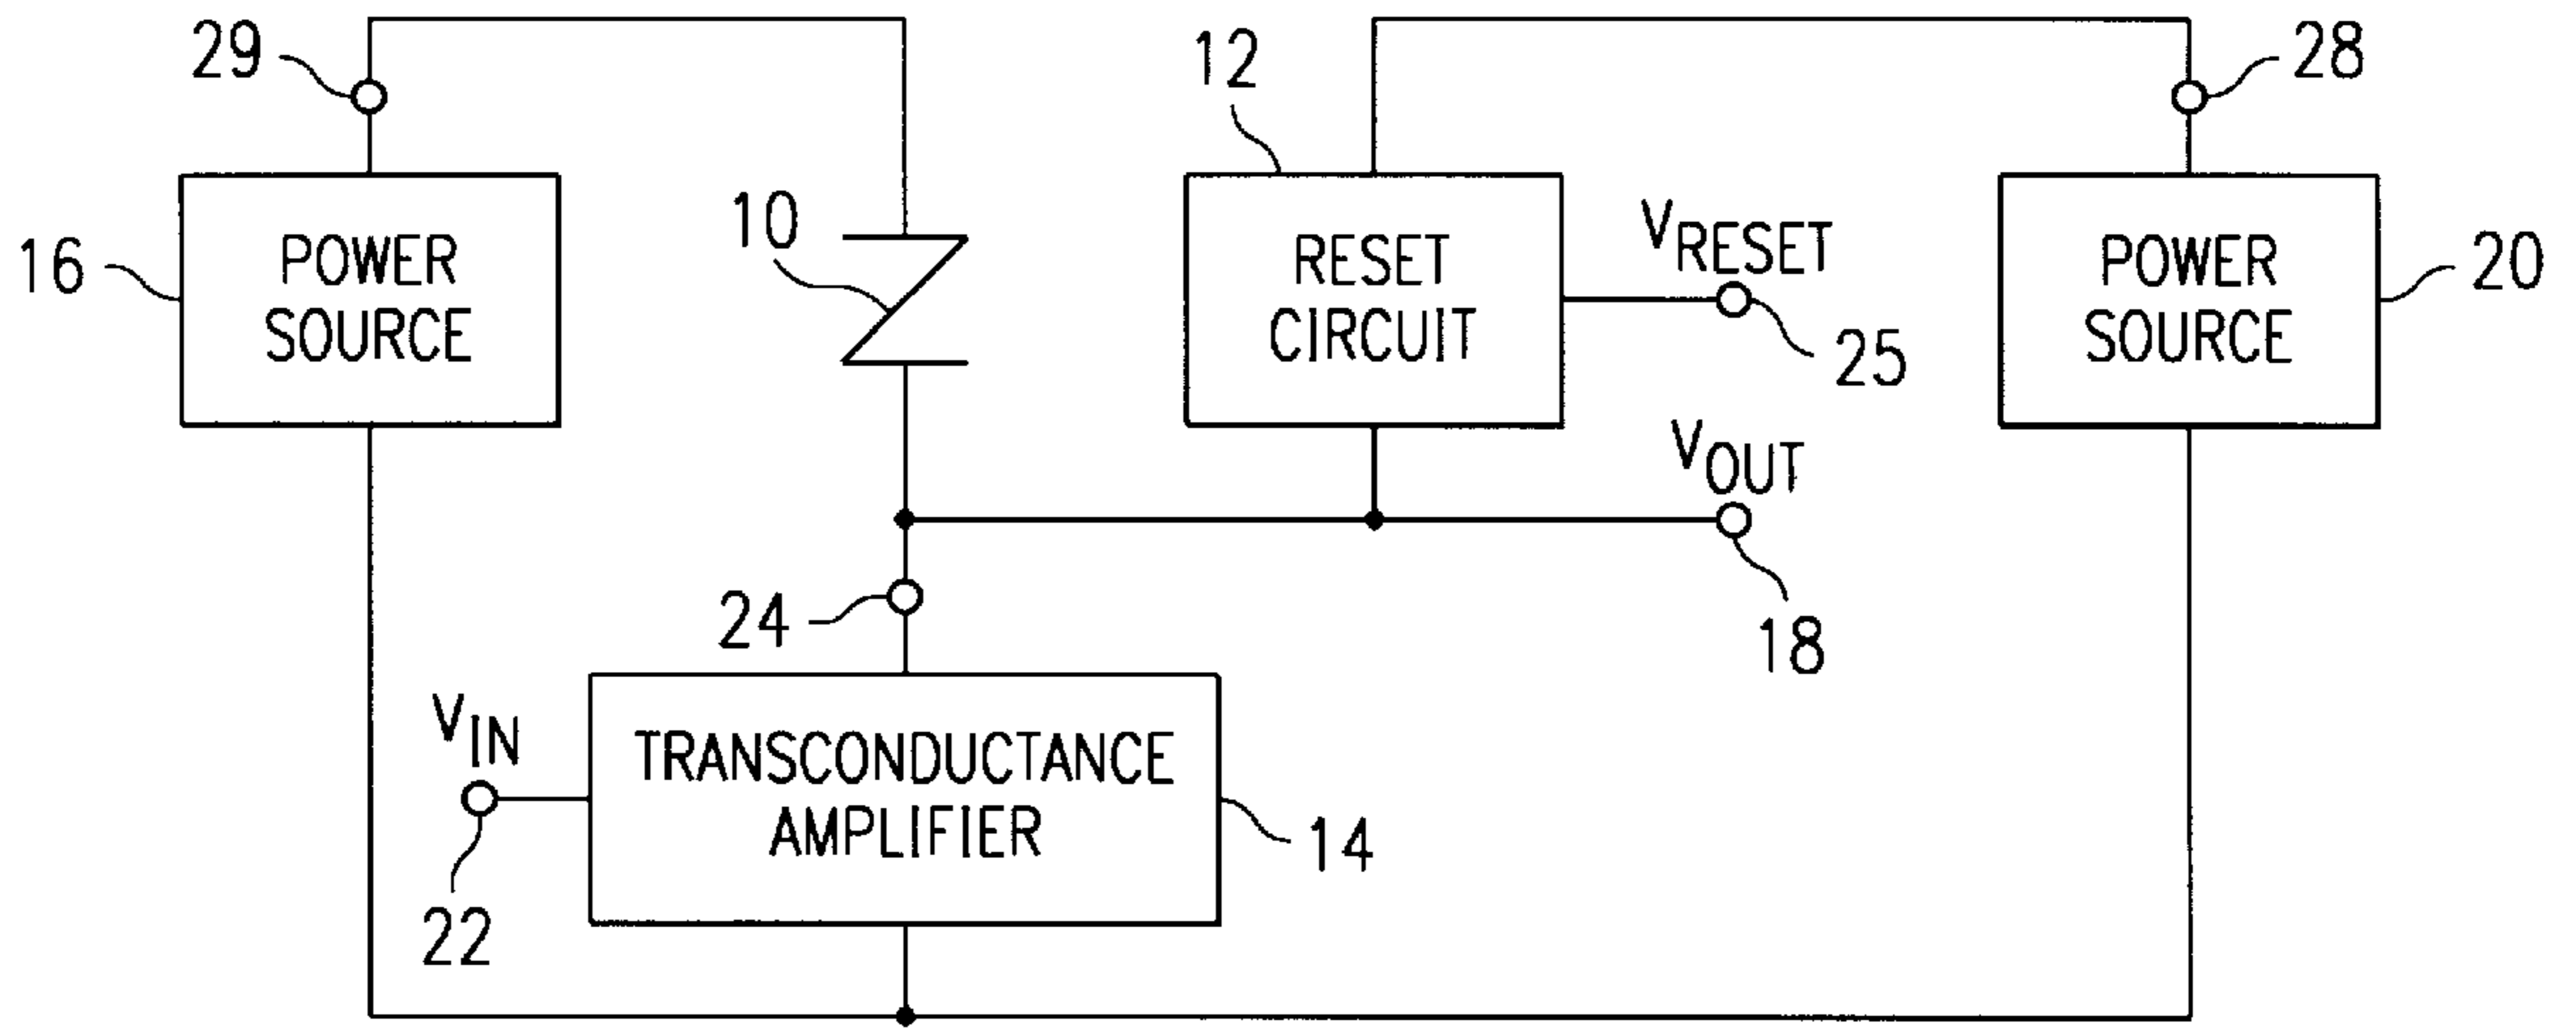 29
12
28
16
POWER
SOURCE
10
RESET
CIRCUIT
VRESET
25
POWER
SOURCE
20
VOUT
18
24
VIN
22
TRANSCONDUCTANCE
AMPLIFIER
14